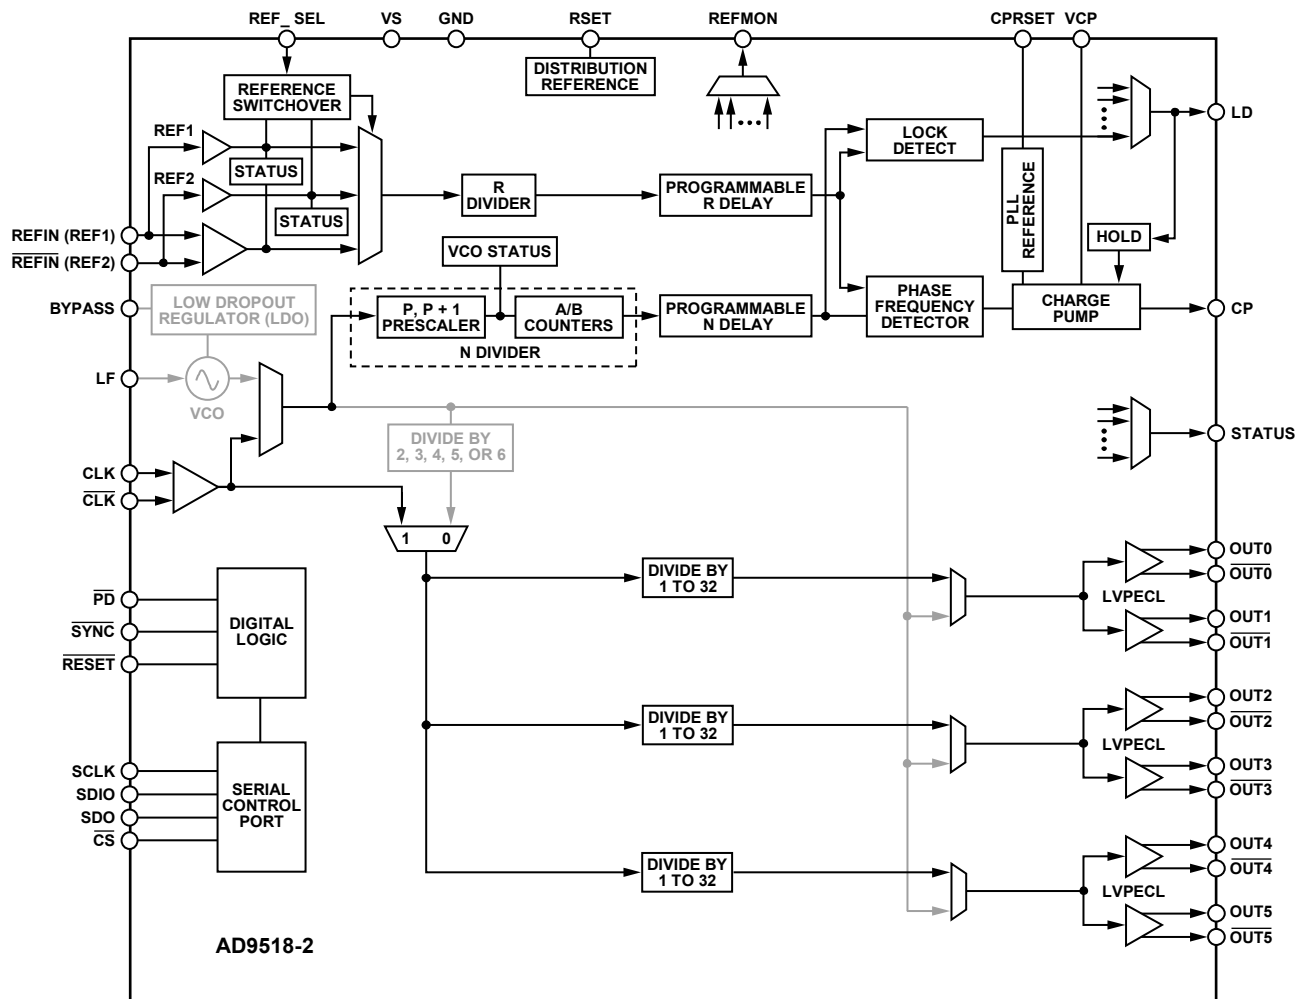 REF_ SEL
VS
GND
RSET
REFMON
CPRSET
VCP
DISTRIBUTION
REFERENCE
REFERENCE
SWITCHOVER
REF1
STATUS
REF2
STATUS
R
DIVIDER
PROGRAMMABLE
R DELAY
LOCK
DETECT
LD
PLL
REFERENCE
HOLD
REFIN (REF1)
REFIN (REF2)
VCO STATUS
BYPASS
LOW DROPOUT
REGULATOR (LDO)
P, P + 1
PRESCALER
A/B
COUNTERS
N DIVIDER
PROGRAMMABLE
N DELAY
PHASE
FREQUENCY
DETECTOR
CHARGE
PUMP
CP
LF
VCO
DIVIDE BY
2, 3, 4, 5, OR 6
STATUS
CLK
CLK
1 0
DIVIDE BY
1 TO 32
LVPECL
OUT0
OUT0
OUT1
OUT1
PD
SYNC
RESET
DIGITAL
LOGIC
DIVIDE BY
1 TO 32
LVPECL
OUT2
OUT2
OUT3
OUT3
SCLK
SDIO
SDO
CS
SERIAL
CONTROL
PORT
DIVIDE BY
1 TO 32
LVPECL
OUT4
OUT4
OUT5
OUT5
AD9518-2